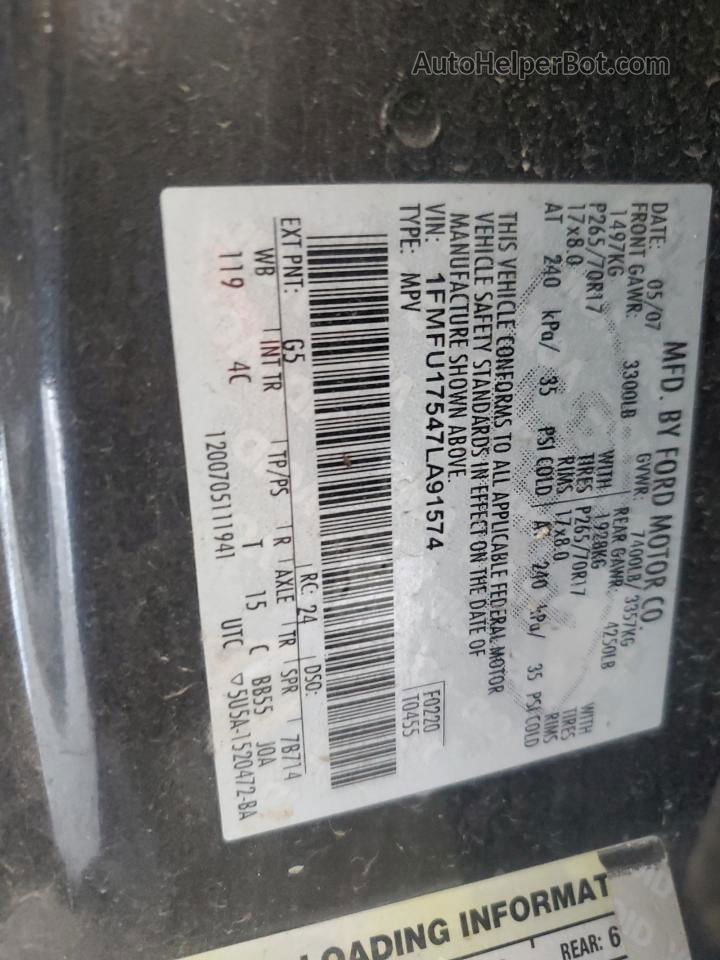 AutoHelperBot.com
MFD. BY FORD MOTOR CO.
DATE: 05/07 GVWR: 7400LB/ 3357KG
FRONT GAWR: 3300LB REAR GAWR: 4250LB
1497KG WITH 1928KG WITH
P265/70R17 TIRES P265/70R17 TIRES
17x8.0 RIMS 17x8.0 RIMS
AT 240 kPa/ 35 PSI COLD AT 240 kPa/ 35 PSI COLD
THIS VEHICLE CONFORMS TO ALL APPLICABLE FEDERAL MOTOR
VEHICLE SAFETY STANDARDS IN EFFECT ON THE DATE OF
MANUFACTURE SHOWN ABOVE.
VIN: 1FMFU17547LA91574
TYPE: MPV
F0220
T0455
EXT PNT: G5 RC: 24 DSO:
WB INT TR TP/PS R AXLE TR SPR 7B714
119 4C T 15 C BB55 JOA
120070511941 UTC ▽5U5A-1520472-BA
LOADING INFORMAT
REAR: 6